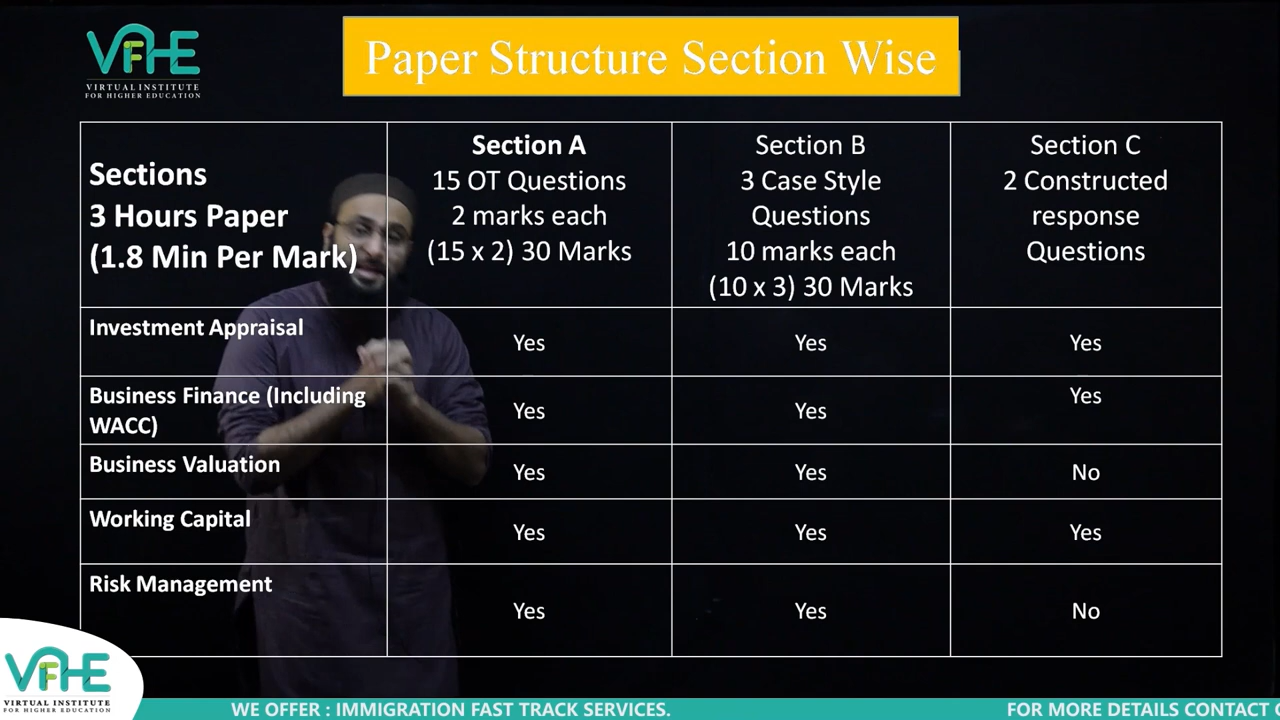 VFHE
VIRTUAL INSTITUTE
FOR HIGHER EDUCATION
Paper Structure Section Wise
Sections
3 Hours Paper
(1.8 Min Per Mark)
Section A
15 OT Questions
2 marks each
(15 x 2) 30 Marks
Section B
3 Case Style
Questions
10 marks each
(10 x 3) 30 Marks
Section C
2 Constructed
response
Questions
Investment Appraisal
Yes
Yes
Yes
Business Finance (Including
WACC)
Yes
Yes
Yes
Business Valuation
Yes
Yes
No
Working Capital
Yes
Yes
Yes
Risk Management
Yes
Yes
No
VFHE
VIRTUAL INSTITUTE
FOR HIGHER EDUCATION
WE OFFER : IMMIGRATION FAST TRACK SERVICES.
FOR MORE DETAILS CONTACT